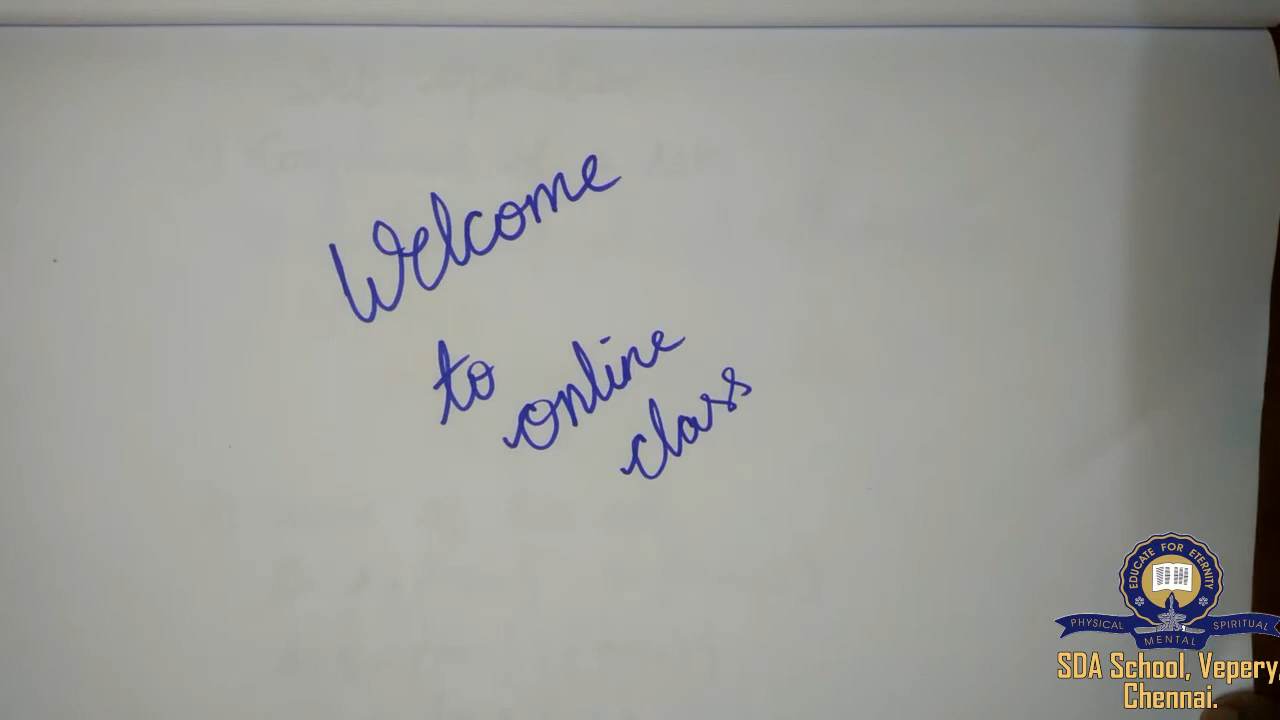 Welcome
to online
class
EDUCATE FOR ETERNITY
PHYSICAL MENTAL SPIRITUAL
SDA School, Vepery,
Chennai.